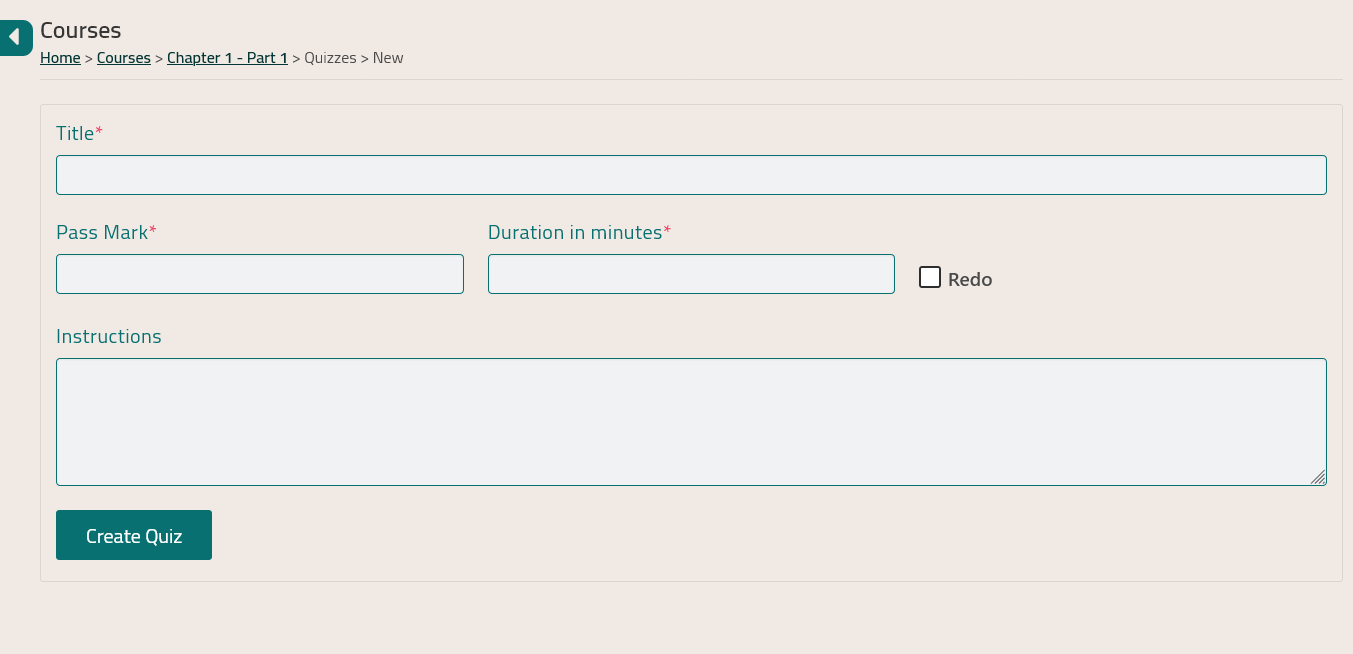 Courses
Home > Courses > Chapter 1 - Part 1 > Quizzes > New
Title*
Pass Mark* Duration in minutes*
Redo
Instructions
Create Quiz